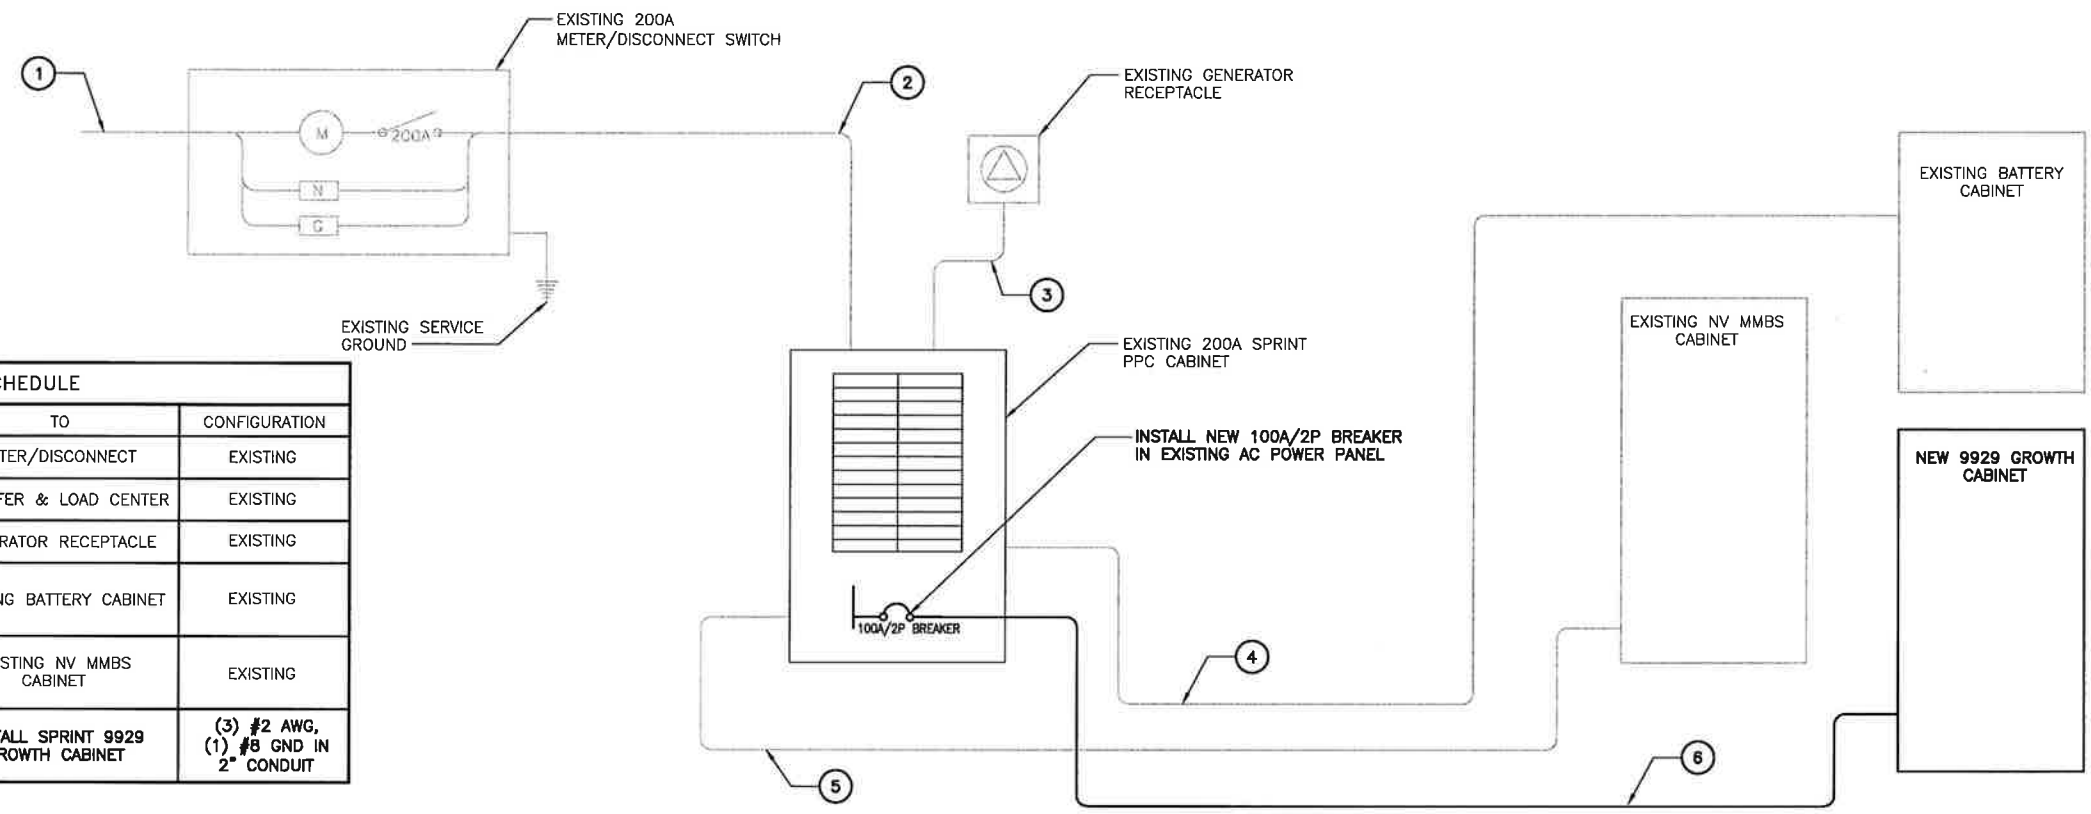 EXISTING 200A
METER/DISCONNECT SWITCH
1
2
EXISTING GENERATOR
RECEPTACLE
M
200A
N
G
3
EXISTING SERVICE
GROUND
EXISTING BATTERY
CABINET
EXISTING NV MMBS
CABINET
EXISTING 200A SPRINT
PPC CABINET
INSTALL NEW 100A/2P BREAKER
IN EXISTING AC POWER PANEL
NEW 9929 GROWTH
CABINET
100A/2P BREAKER
4
5
6
CHEDULE
TO
CONFIGURATION
TER/DISCONNECT
EXISTING
FER & LOAD CENTER
EXISTING
RATOR RECEPTACLE
EXISTING
NG BATTERY CABINET
EXISTING
STING NV MMBS
CABINET
EXISTING
ALL SPRINT 9929
ROWTH CABINET
(3) #2 AWG,
(1) #8 GND IN
2" CONDUIT